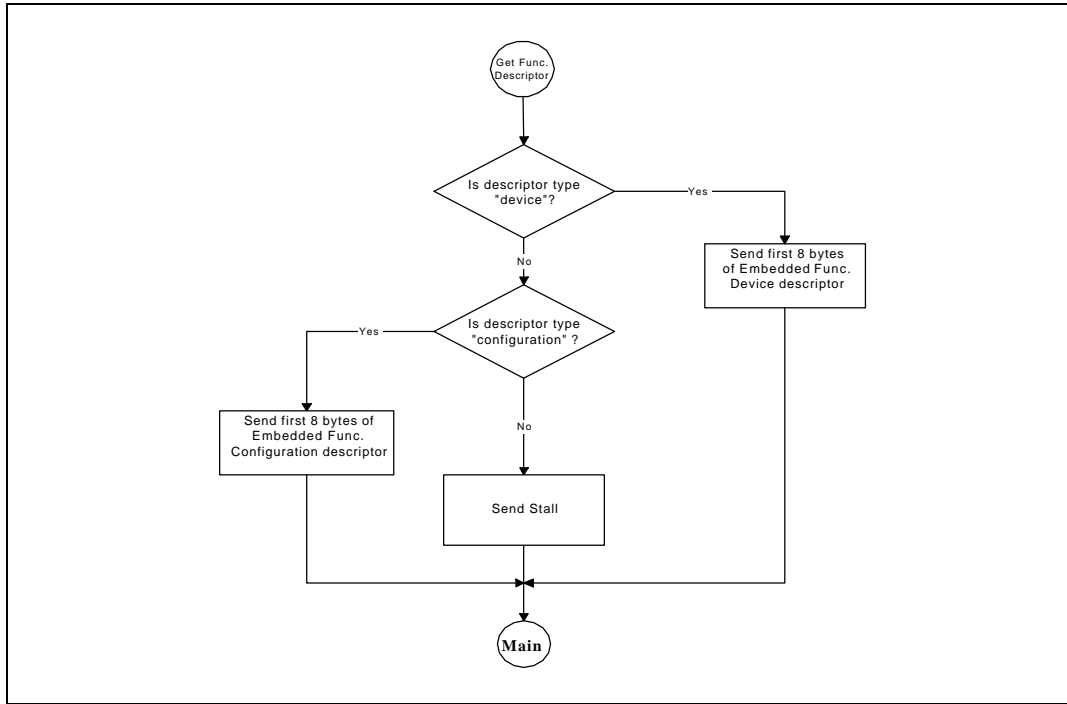 Get Func.
Descriptor
Is descriptor type
"device"?
Yes
Send first 8 bytes
of Embedded Func.
Device descriptor
No
Is descriptor type
"configuration" ?
Yes
Send first 8 bytes of
Embedded Func.
Configuration descriptor
No
Send Stall
Main